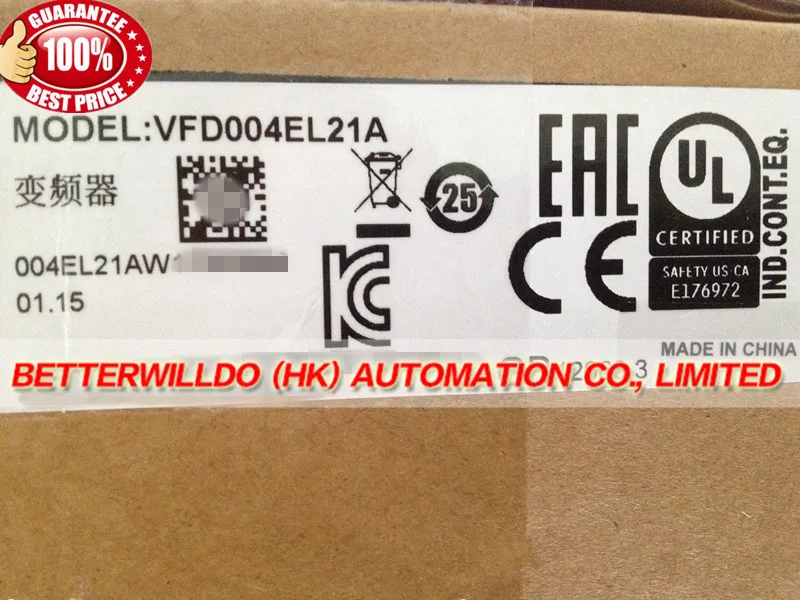 GUARANTEE
100%
BEST PRICE
MODEL:VFD004EL21A
变频器
25
EAC
UL
CERTIFIED
SAFETY US·CA
E176972
IND.CONT.EQ.
CE
004EL21AW
01.15
KC
MADE IN CHINA
BETTERWILLDO (HK) AUTOMATION CO., LIMITED